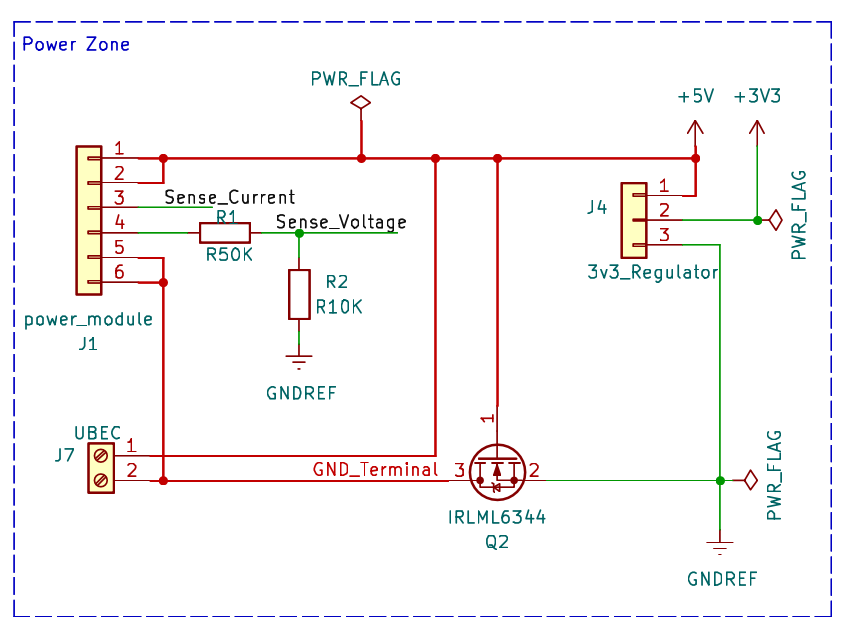 Power Zone
PWR_FLAG
+5V
+3V3
1
2
3
4
5
6
Sense_Current
R1
Sense_Voltage
R50K
R2
R10K
power_module
J1
GNDREF
J4
1
2
3
3v3_Regulator
PWR_FLAG
UBEC
J7
1
2
GND_Terminal
1
3
2
IRLML6344
Q2
PWR_FLAG
GNDREF